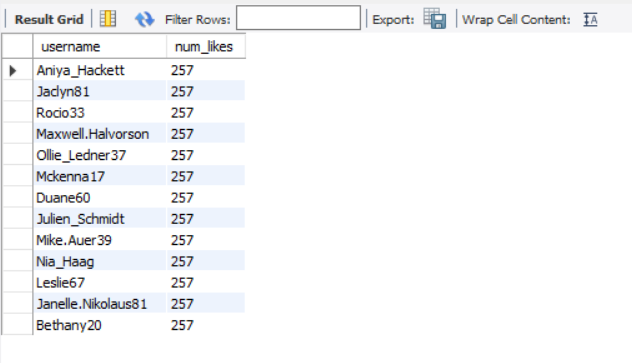 Result Grid Filter Rows: Export: Wrap Cell Content: IA
username num_likes
Aniya_Hackett 257
Jaclyn81 257
Rocio33 257
Maxwell.Halvorson 257
Ollie_Ledner37 257
Mckenna17 257
Duane60 257
Julien_Schmidt 257
Mike.Auer39 257
Nia_Haag 257
Leslie67 257
Janelle.Nikolaus81 257
Bethany20 257